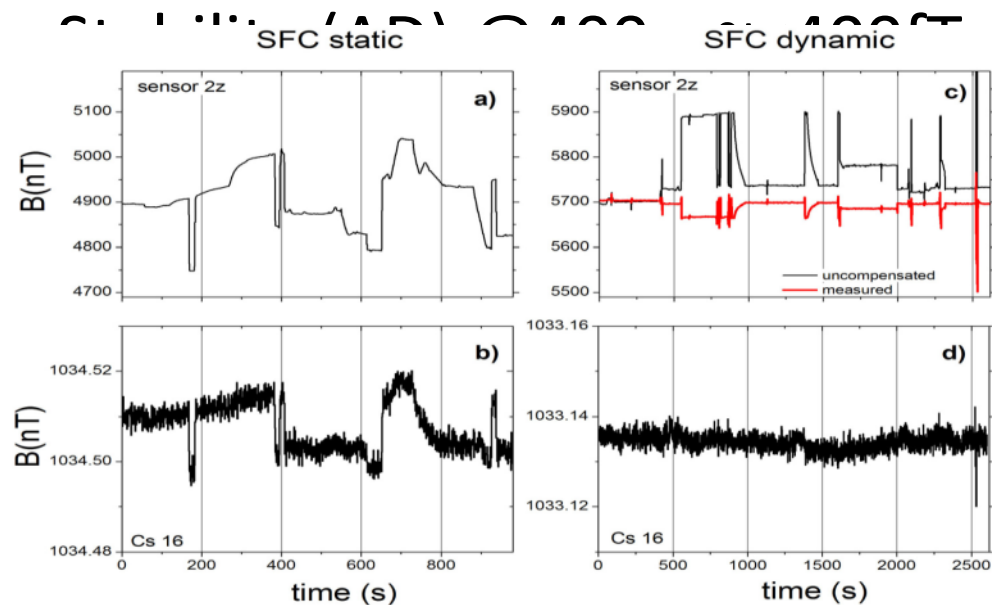 SFC static
SFC dynamic
sensor 2z
a)
B(nT)
5100
5000
4900
4800
4700
sensor 2z
c)
5900
5800
5700
5600
5500
uncompensated
measured
b)
B(nT)
1034.52
1034.50
1034.48
Cs 16
0 200 400 600 800
time (s)
1033.16
d)
1033.14
1033.12
Cs 16
0 500 1000 1500 2000 2500
time (s)